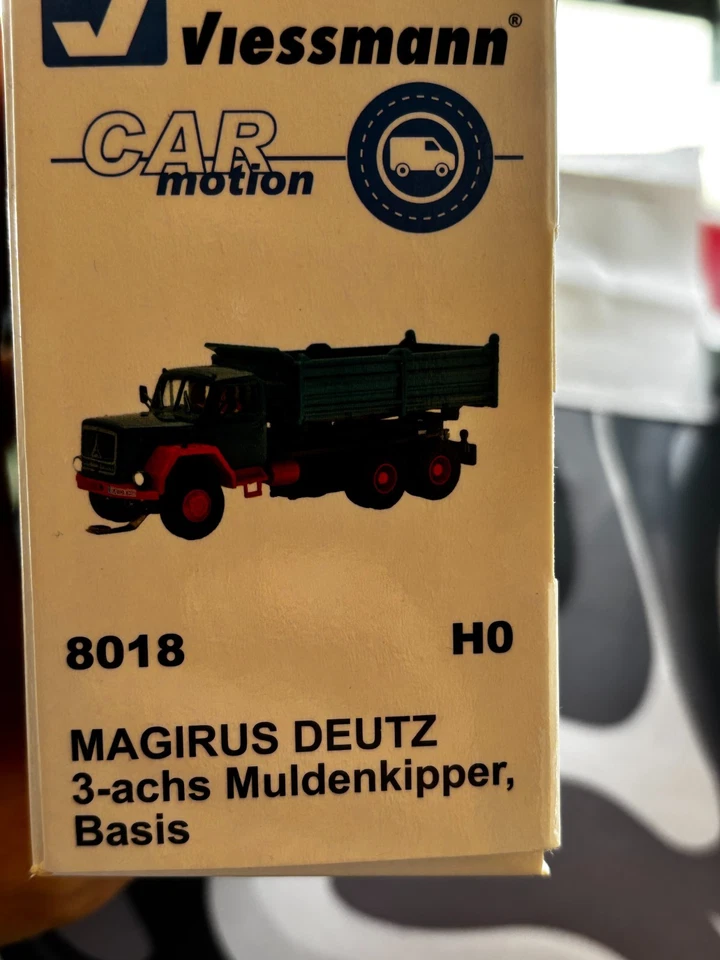 Viessmann®
CAR
motion
8018 H0
MAGIRUS DEUTZ
3-achs Muldenkipper,
Basis